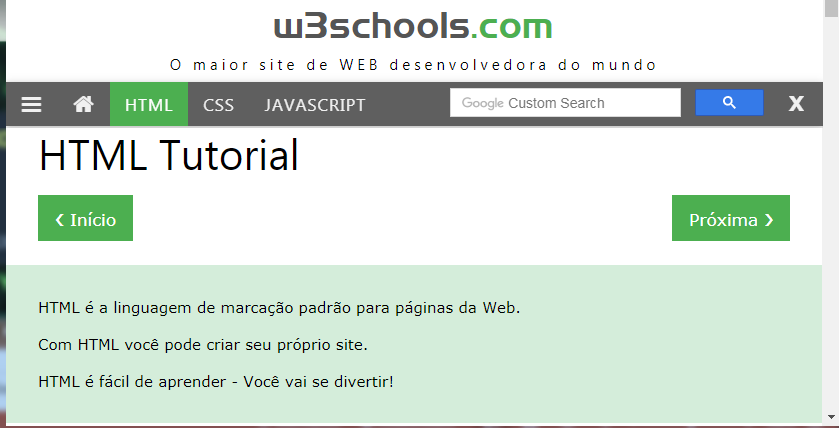 w3schools.com
O maior site de WEB desenvolvedora do mundo
HTML CSS JAVASCRIPT Google Custom Search X
HTML Tutorial
❮ Início Próxima ❯
HTML é a linguagem de marcação padrão para páginas da Web.
Com HTML você pode criar seu próprio site.
HTML é fácil de aprender - Você vai se divertir!